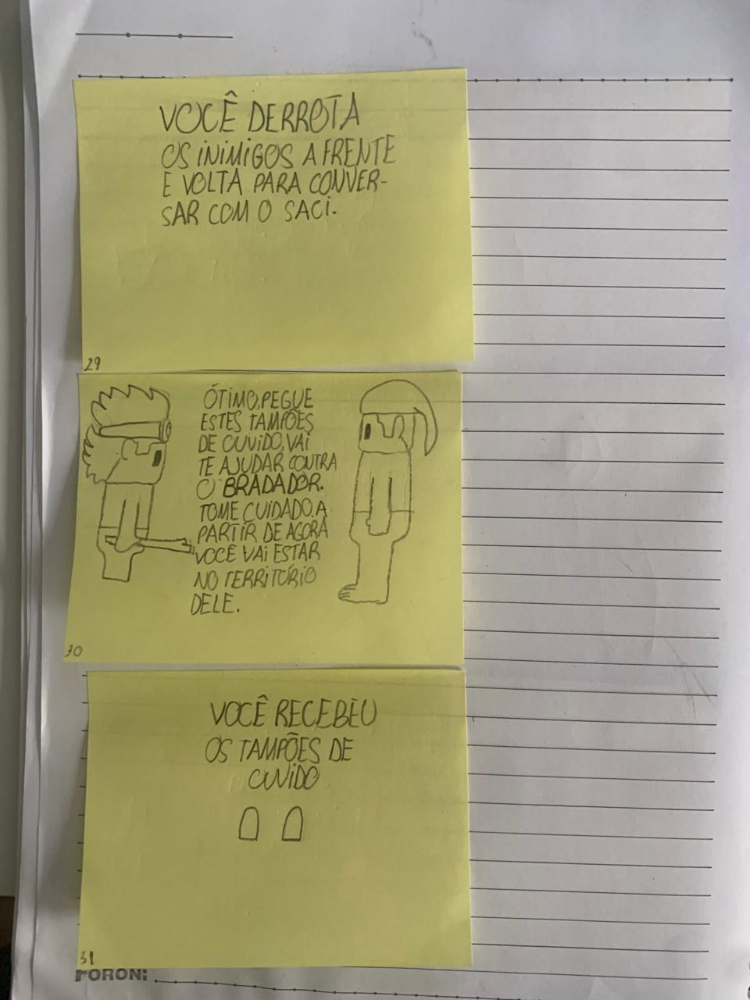 VOCÊ DERROTA
OS INIMIGOS A FRENTE
E VOLTA PARA CONVER-
SAR COM O SACI.
29
ÓTIMO, PEGUE
ESTES TAMPÕES
DE OUVIDO, VAI
TE AJUDAR CONTRA
O BRADADOR.
TOME CUIDADO. A
PARTIR DE AGORA
VOCÊ VAI ESTAR
NO TERRITÓRIO
DELE.
30
VOCÊ RECEBEU
OS TAMPÕES DE
OUVIDO
31
FORONI